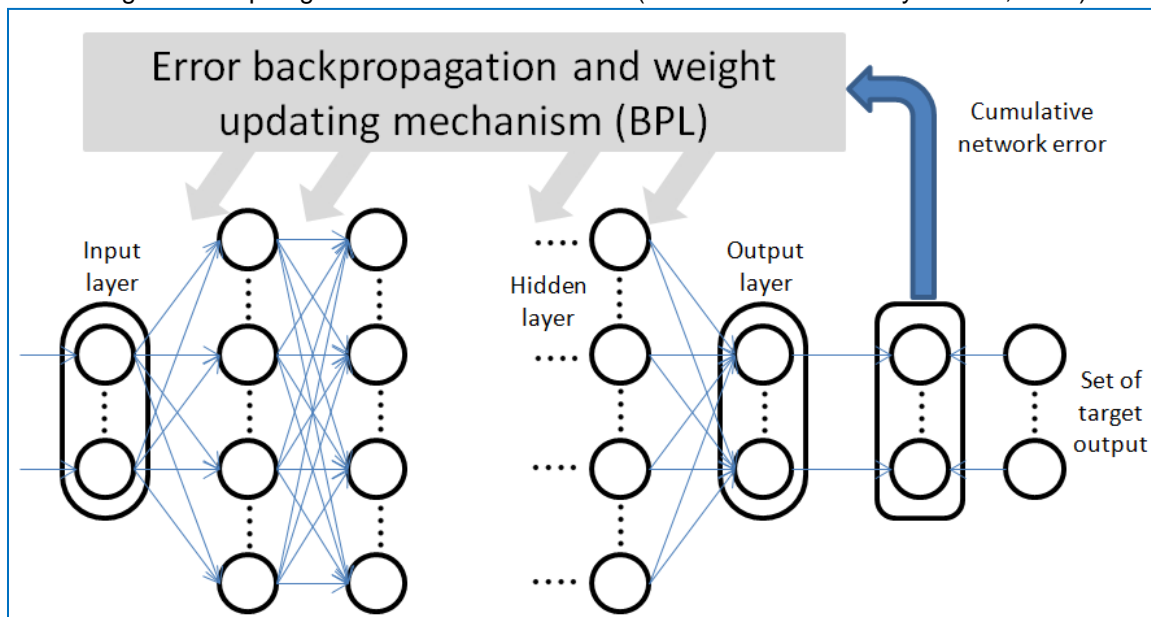 Error backpropagation and weight
updating mechanism (BPL)
Cumulative
network error
Input
layer
Hidden
layer
Output
layer
Set of
target
output